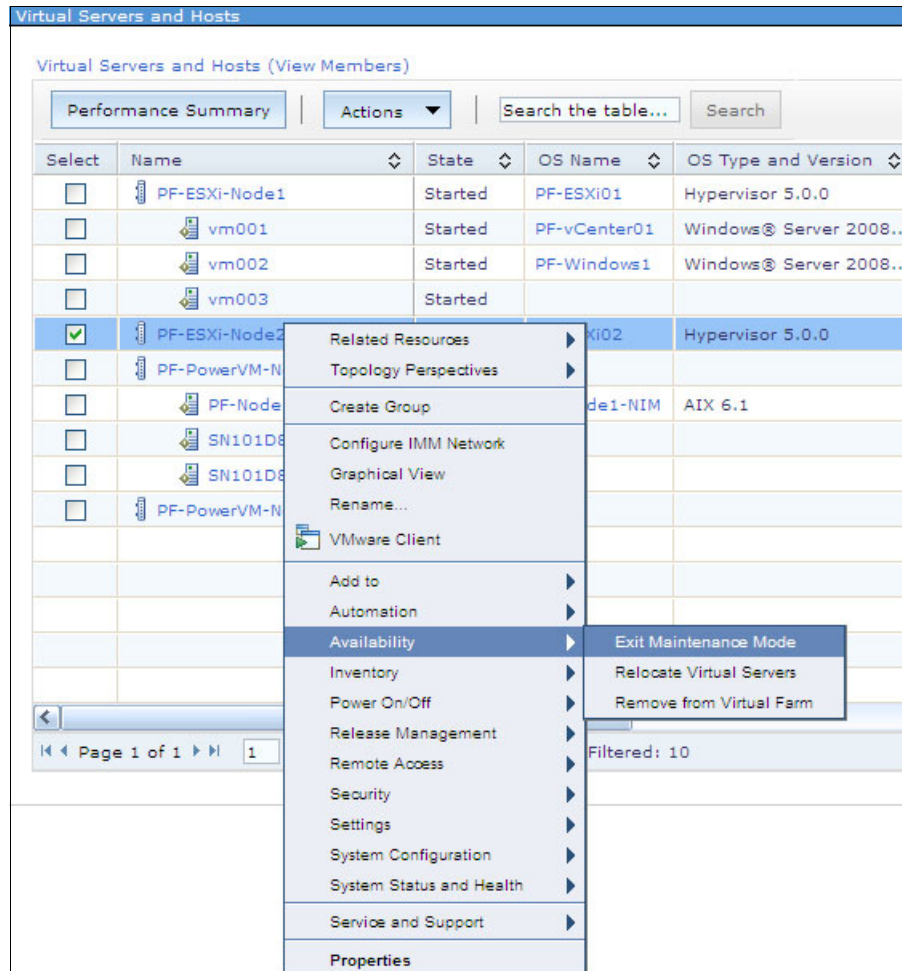 Virtual Servers and Hosts
Virtual Servers and Hosts (View Members)
Performance Summary Actions Search the table... Search
Select Name State OS Name OS Type and Version
PF-ESXi-Node1 Started PF-ESXi01 Hypervisor 5.0.0
vm001 Started PF-vCenter01 Windows® Server 2008..
vm002 Started PF-Windows1 Windows® Server 2008..
vm003 Started
PF-ESXi-Node2 Xi02 Hypervisor 5.0.0
PF-PowerVM-N
PF-Node de1-NIM AIX 6.1
SN101D8
SN101D8
PF-PowerVM-N
Related Resources
Topology Perspectives
Create Group
Configure IMM Network
Graphical View
Rename...
VMware Client
Add to
Automation
Availability
Exit Maintenance Mode
Relocate Virtual Servers
Remove from Virtual Farm
Inventory
Power On/Off
Release Management
Remote Access
Security
Settings
System Configuration
System Status and Health
Service and Support
Properties
Page 1 of 1 1 Filtered: 10